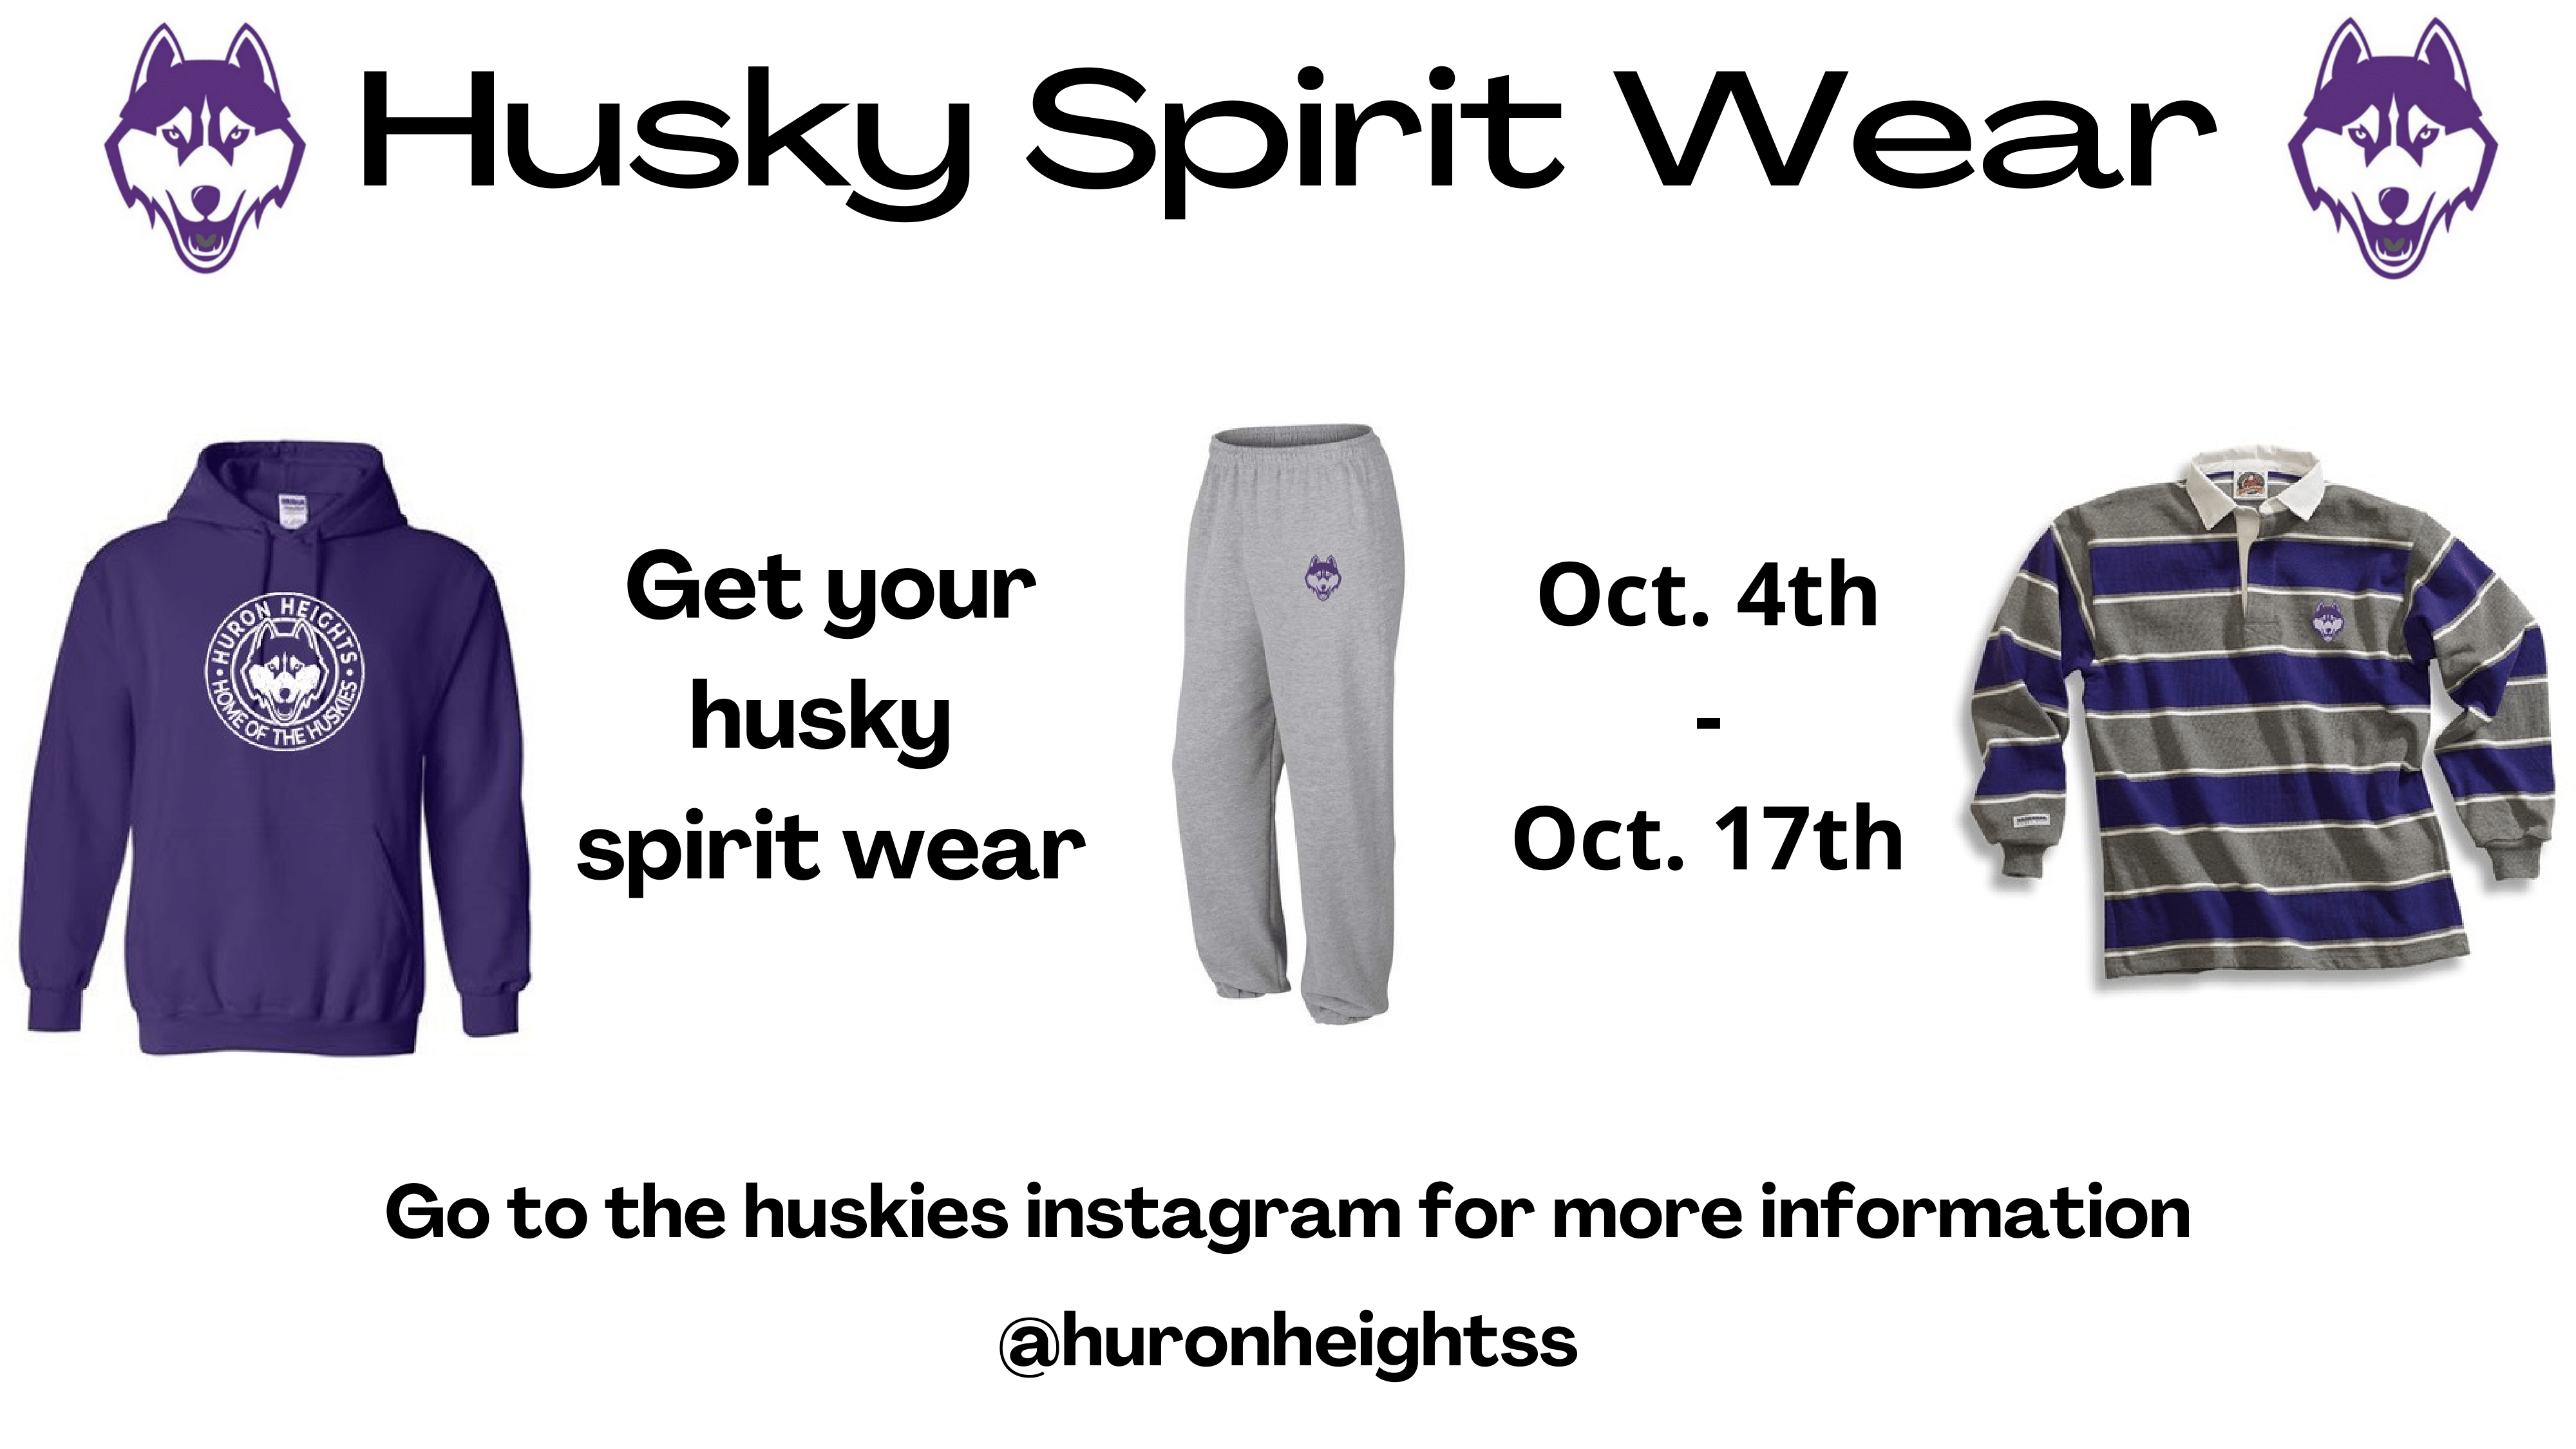 Husky Spirit Wear
HURON HEIGHTS
HOME OF THE HUSKIES
Get your
husky
spirit wear
Oct. 4th
-
Oct. 17th
Go to the huskies instagram for more information
@huronheightss